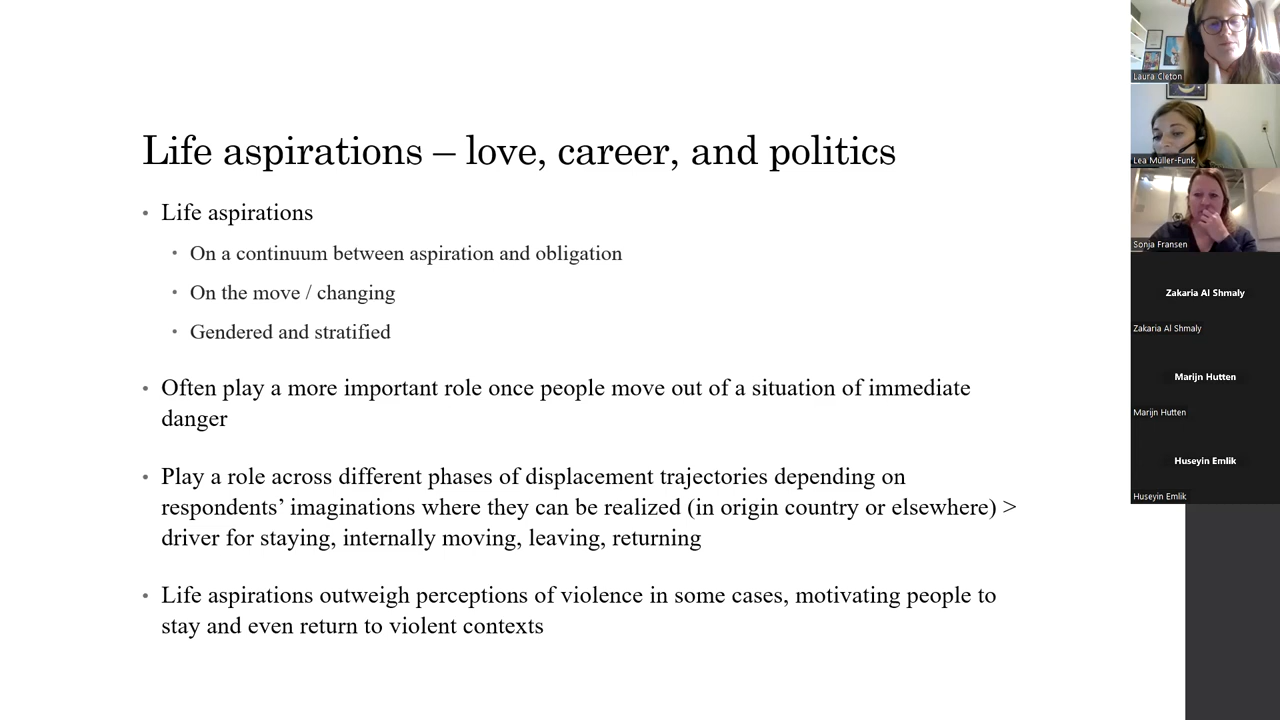 Life aspirations – love, career, and politics
• Life aspirations
• On a continuum between aspiration and obligation
• On the move / changing
• Gendered and stratified
• Often play a more important role once people move out of a situation of immediate
danger
• Play a role across different phases of displacement trajectories depending on
respondents’ imaginations where they can be realized (in origin country or elsewhere) >
driver for staying, internally moving, leaving, returning
• Life aspirations outweigh perceptions of violence in some cases, motivating people to
stay and even return to violent contexts
Laura Cleton
Lea Müller-Funk
Sonja Fransen
Zakaria Al Shmaly
Zakaria Al Shmaly
Marijn Hutten
Marijn Hutten
Huseyin Emlik
Huseyin Emlik